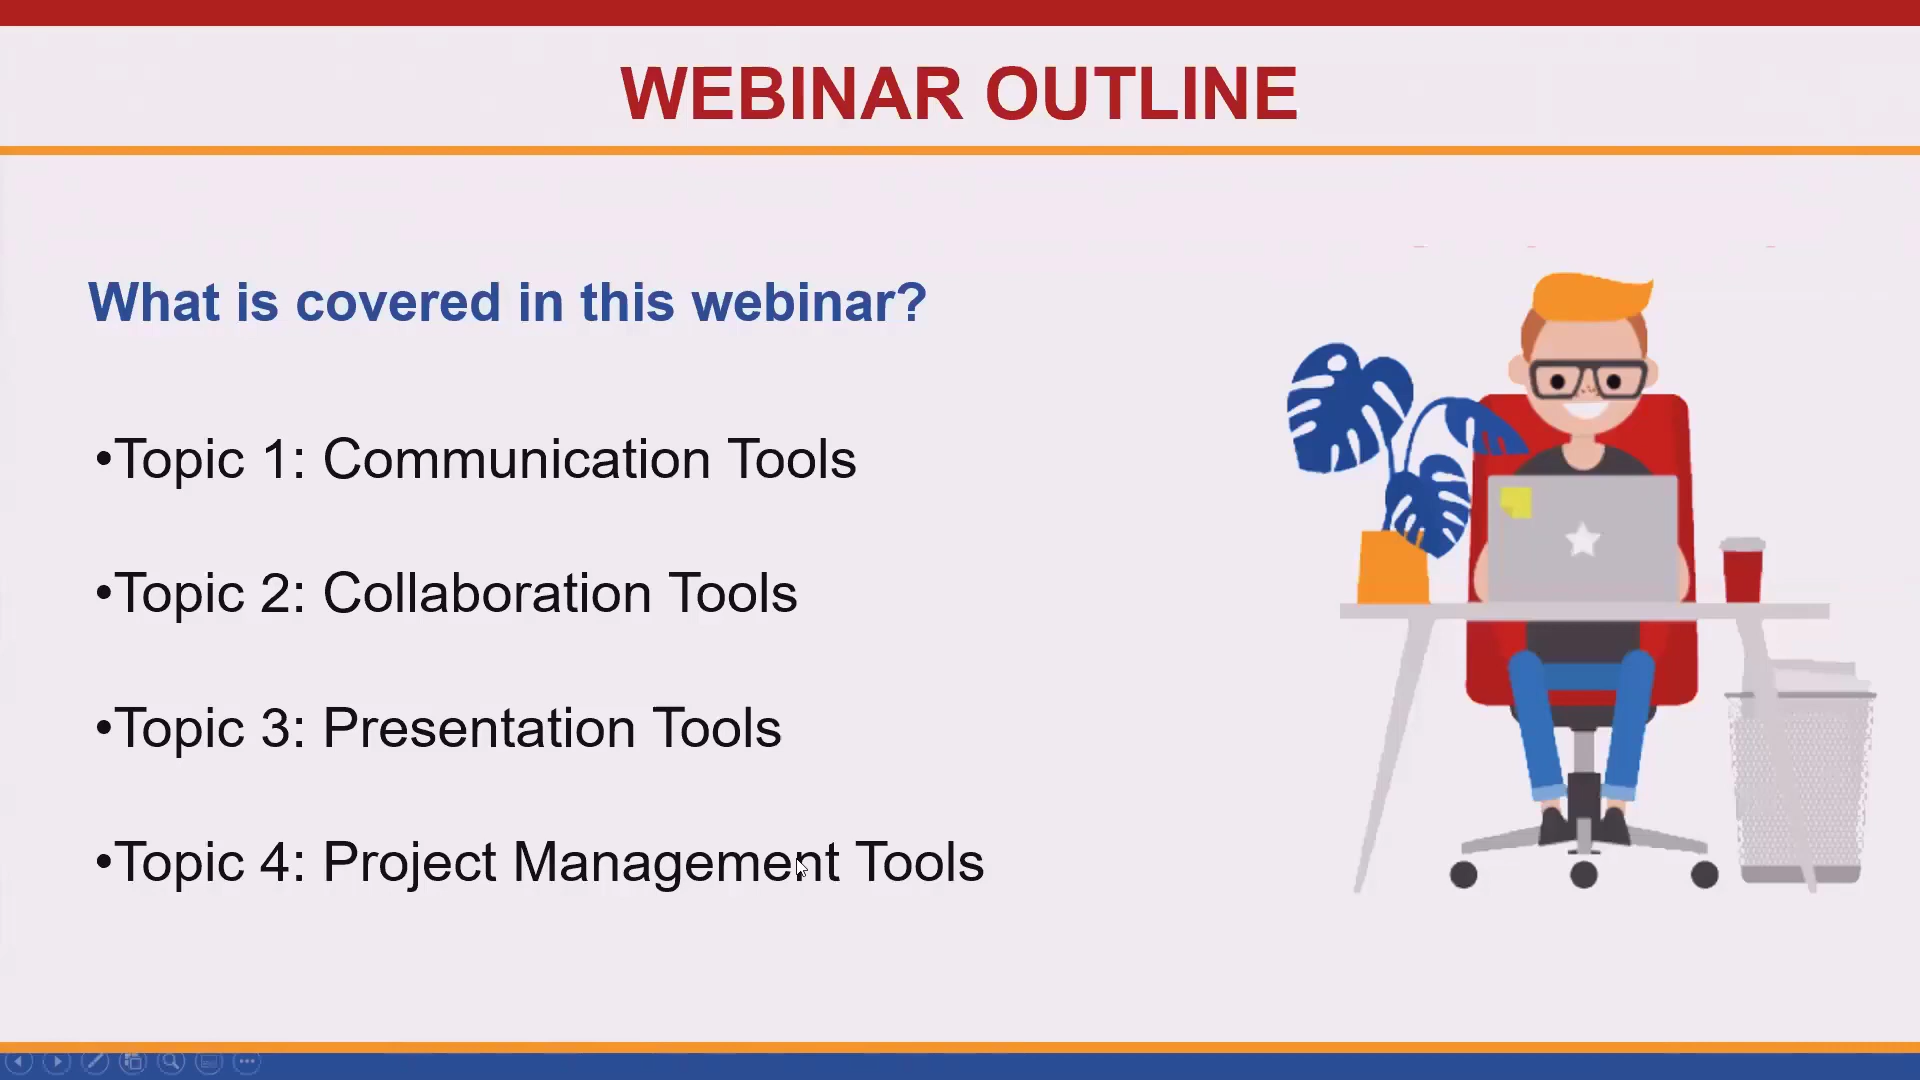 WEBINAR OUTLINE
What is covered in this webinar?
•Topic 1: Communication Tools
•Topic 2: Collaboration Tools
•Topic 3: Presentation Tools
•Topic 4: Project Management Tools